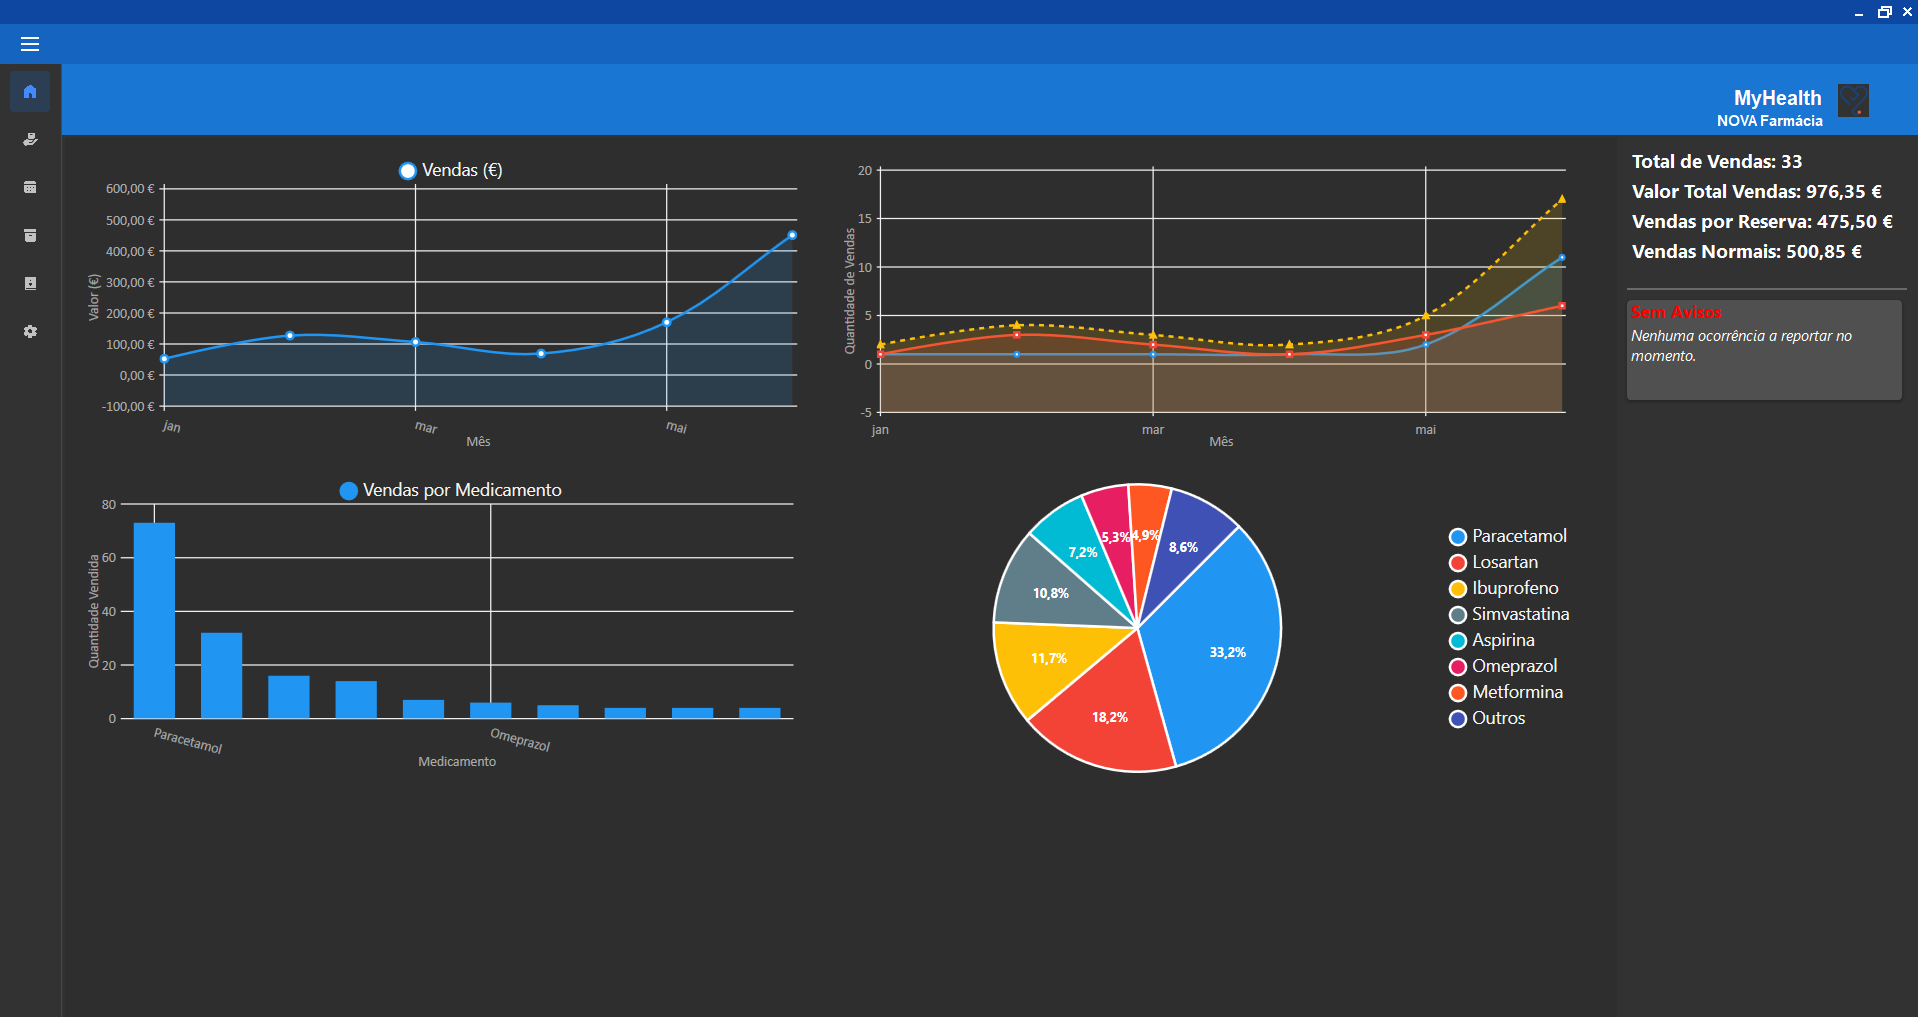 MyHealth
NOVA Farmácia
Vendas (€)
600,00 €
500,00 €
400,00 €
300,00 €
200,00 €
100,00 €
0,00 €
-100,00 €
Valor (€)
jan
mar
mai
Mês
20
15
10
5
0
-5
Quantidade de Vendas
jan
mar
mai
Mês
Total de Vendas: 33
Valor Total Vendas: 976,35 €
Vendas por Reserva: 475,50 €
Vendas Normais: 500,85 €
Sem Avisos
Nenhuma ocorrência a reportar no
momento.
Vendas por Medicamento
80
60
40
20
0
Quantidade Vendida
Paracetamol
Omeprazol
Medicamento
5,3%
4,9%
8,6%
7,2%
10,8%
11,7%
18,2%
33,2%
Paracetamol
Losartan
Ibuprofeno
Simvastatina
Aspirina
Omeprazol
Metformina
Outros